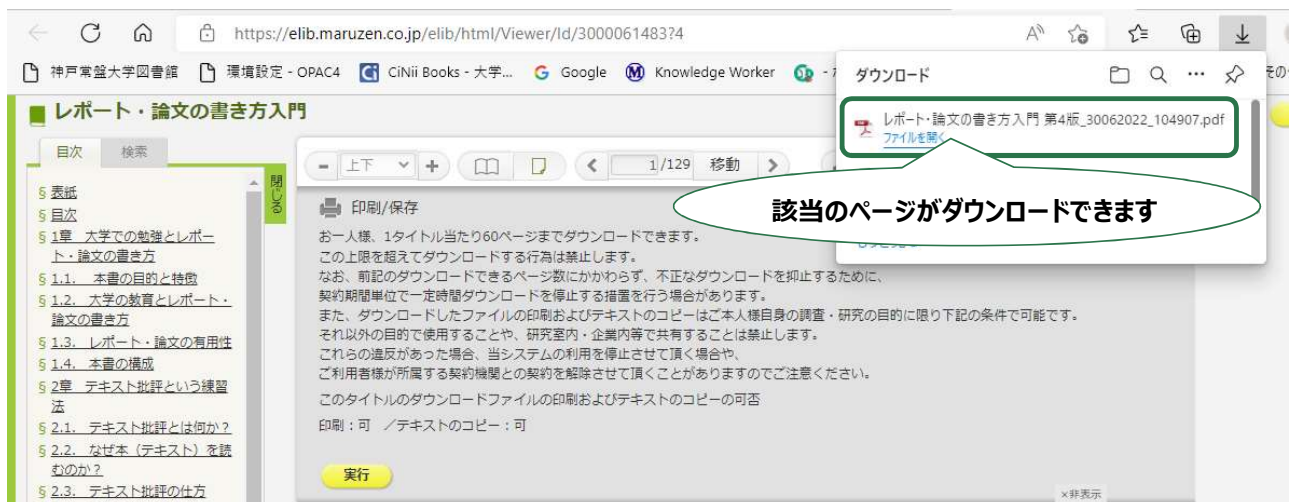 https://elib.maruzen.co.jp/elib/html/Viewer/Id/3000061483?4
神戸常盤大学図書館 環境設定 - OPAC4 CiNii Books - 大学... Google Knowledge Worker
ダウンロード
レポート・論文の書き方入門 第4版_30062022_104907.pdf
ファイルを開く
該当のページがダウンロードできます
レポート・論文の書き方入門
目次 検索
閉じる
- 上下 + 1/129 移動
§ 表紙
§ 目次
§ 1章 大学での勉強とレポー
ト・論文の書き方
§ 1.1. 本書の目的と特徴
§ 1.2. 大学の教育とレポート・
論文の書き方
§ 1.3. レポート・論文の有用性
§ 1.4. 本書の構成
§ 2章 テキスト批評という練習
法
§ 2.1. テキスト批評とは何か？
§ 2.2. なぜ本（テキスト）を読
むのか？
§ 2.3. テキスト批評の仕方
印刷/保存
お一人様、1タイトル当たり60ページまでダウンロードできます。
この上限を超えてダウンロードする行為は禁止します。
なお、前記のダウンロードできるページ数にかかわらず、不正なダウンロードを抑止するために、
契約期間単位で一定時間ダウンロードを停止する措置を行う場合があります。
また、ダウンロードしたファイルの印刷およびテキストのコピーはご本人様自身の調査・研究の目的に限り下記の条件で可能です。
それ以外の目的で使用することや、研究室内・企業内等で共有することは禁止します。
これらの違反があった場合、当システムの利用を停止させて頂く場合や、
ご利用者様が所属する契約機関との契約を解除させて頂くことがありますのでご注意ください。
このタイトルのダウンロードファイルの印刷およびテキストのコピーの可否
印刷：可 ／テキストのコピー：可
実行
×非表示